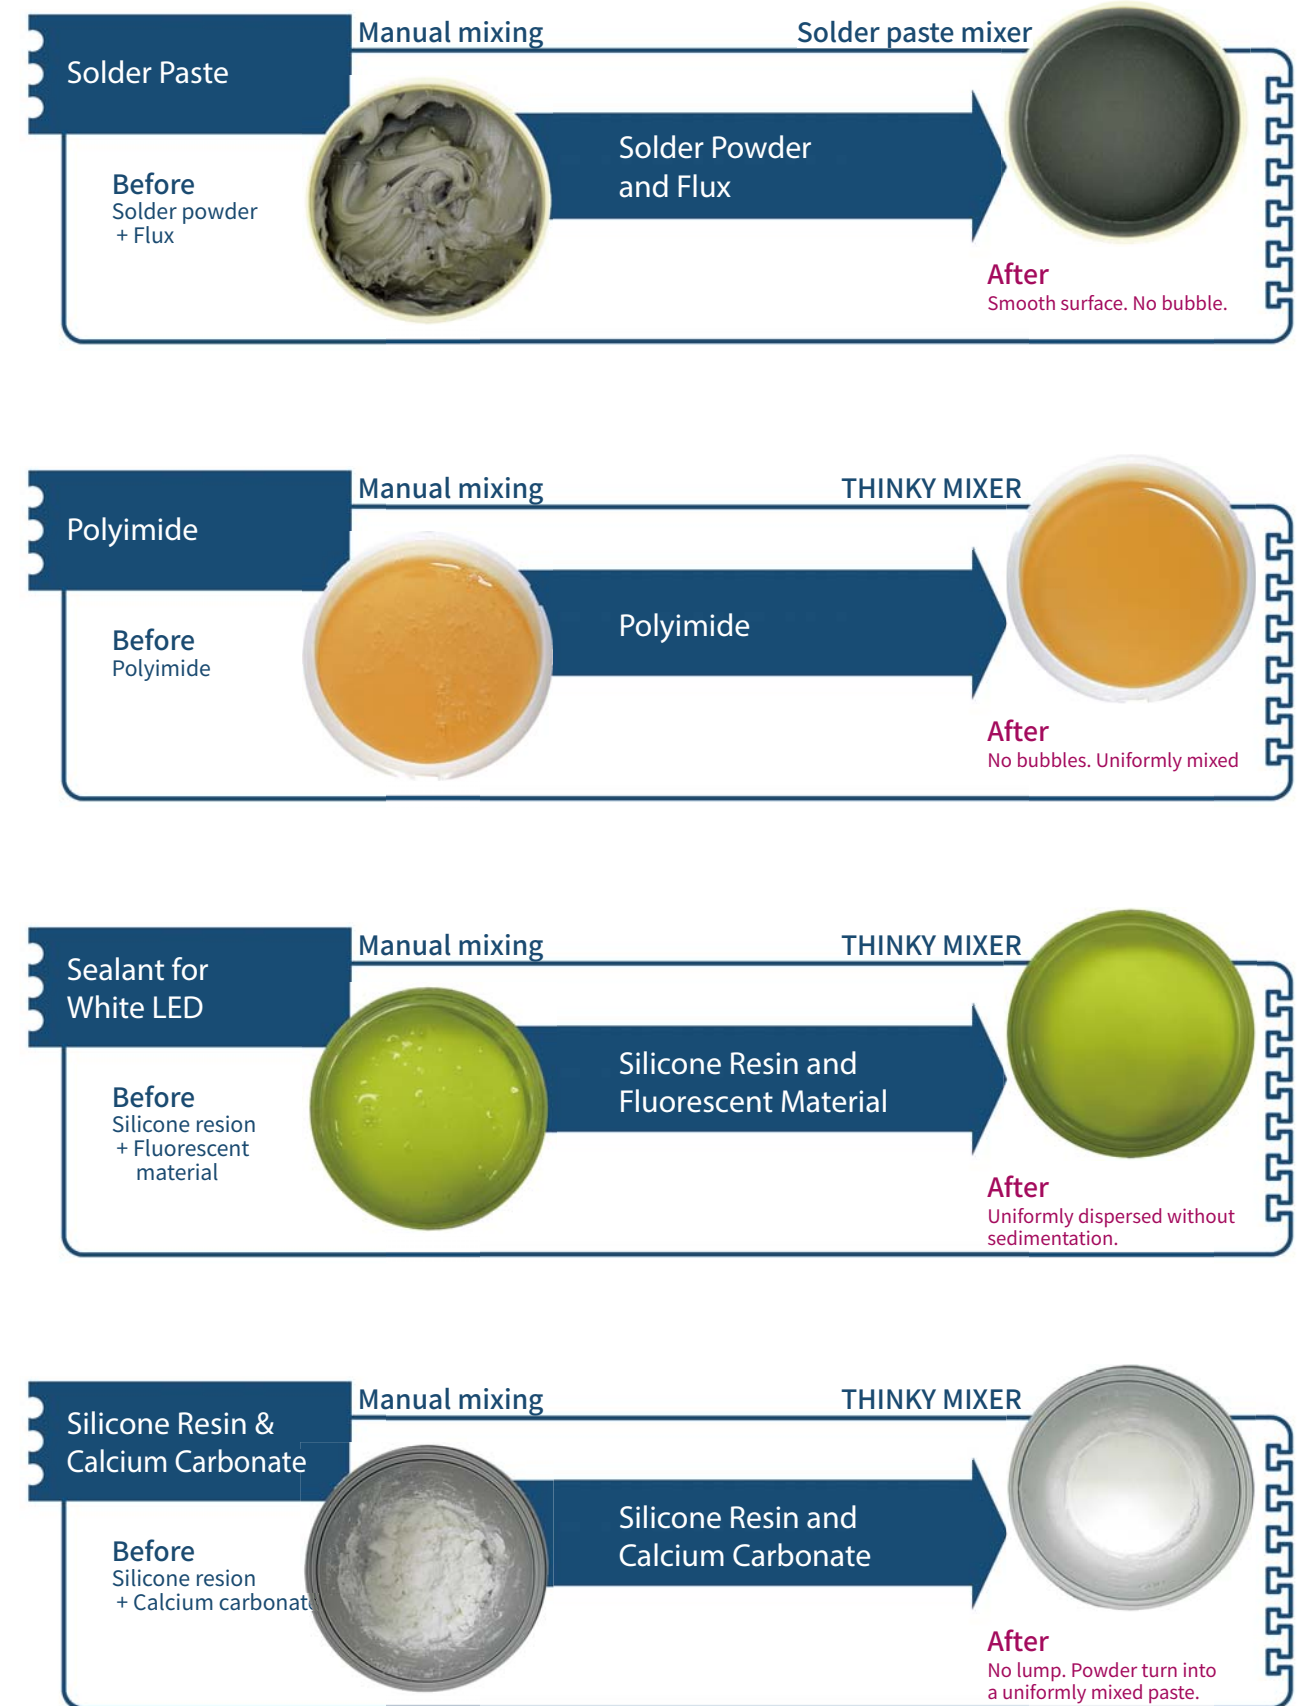 Solder Paste
Manual mixing
Solder paste mixer
Before
Solder powder
+ Flux
Solder Powder
and Flux
After
Smooth surface. No bubble.
Polyimide
Manual mixing
THINKY MIXER
Before
Polyimide
Polyimide
After
No bubbles. Uniformly mixed
Sealant for
White LED
Manual mixing
THINKY MIXER
Before
Silicone resion
+ Fluorescent
material
Silicone Resin and
Fluorescent Material
After
Uniformly dispersed without
sedimentation.
Silicone Resin &
Calcium Carbonate
Manual mixing
THINKY MIXER
Before
Silicone resion
+ Calcium carbonate
Silicone Resin and
Calcium Carbonate
After
No lump. Powder turn into
a uniformly mixed paste.